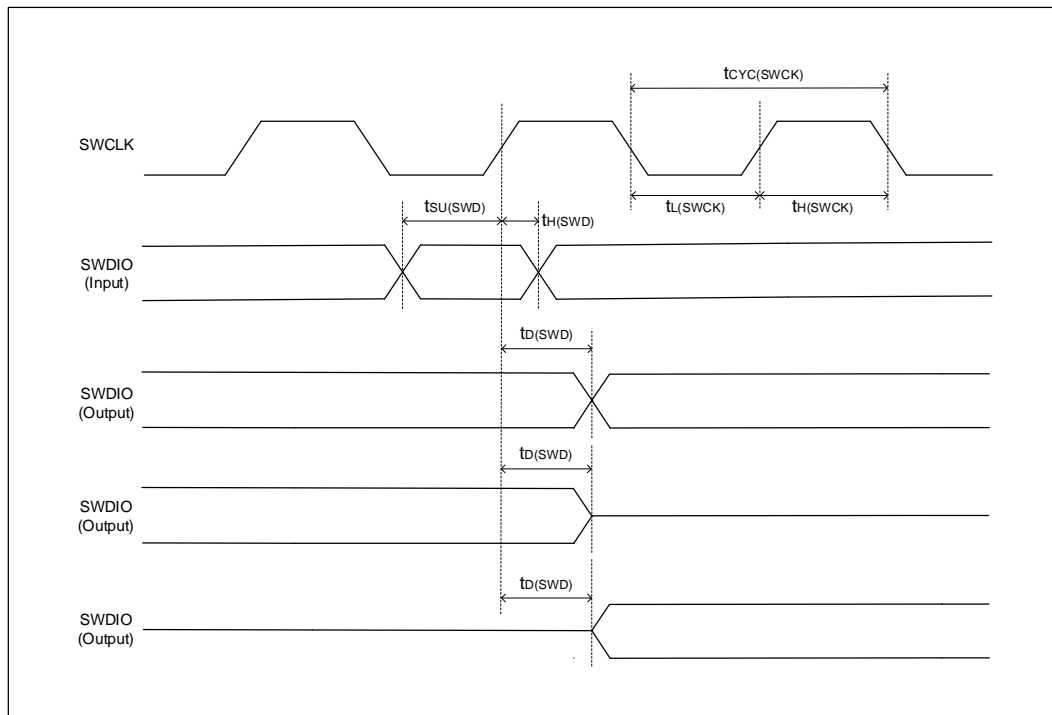 tCYC(SWCK)
SWCLK
tL(SWCK)
tH(SWCK)
tSU(SWD)
tH(SWD)
SWDIO
(Input)
tD(SWD)
SWDIO
(Output)
tD(SWD)
SWDIO
(Output)
tD(SWD)
SWDIO
(Output)